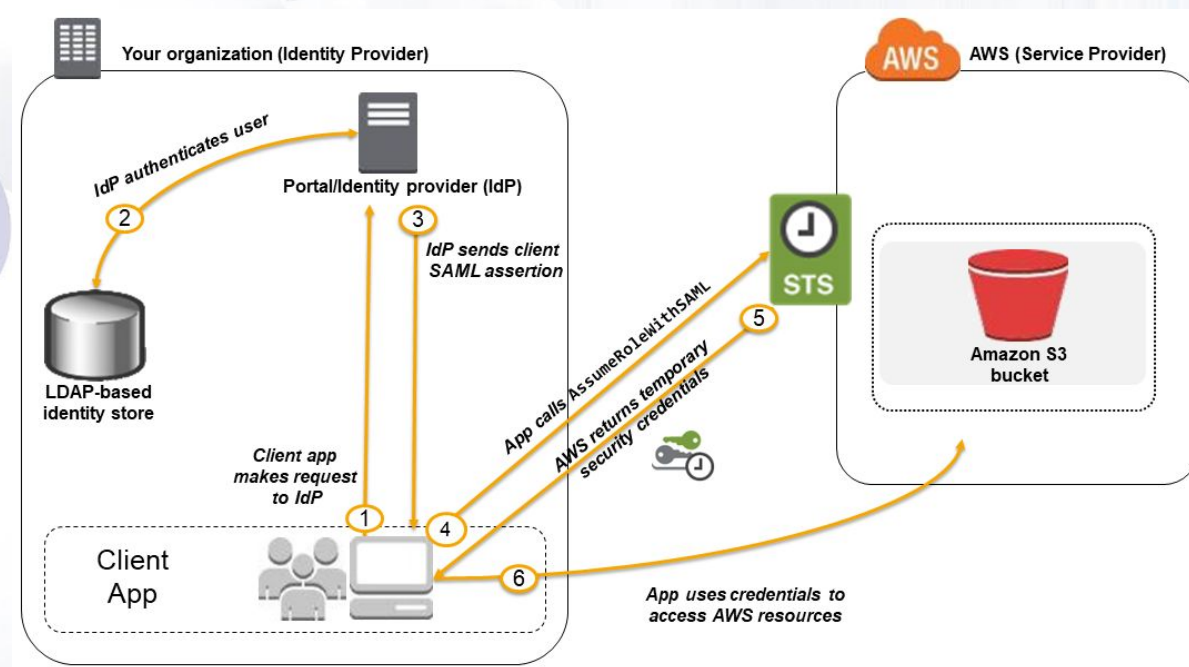 Your organization (Identity Provider)
AWS
AWS (Service Provider)
IdP authenticates user
2
Portal/Identity provider (IdP)
3
IdP sends client
SAML assertion
LDAP-based
identity store
STS
5
Amazon S3
bucket
App calls AssumeRoleWithSAML
AWS returns temporary
security credentials
Client app
makes request
to IdP
1
4
Client
App
6
App uses credentials to
access AWS resources